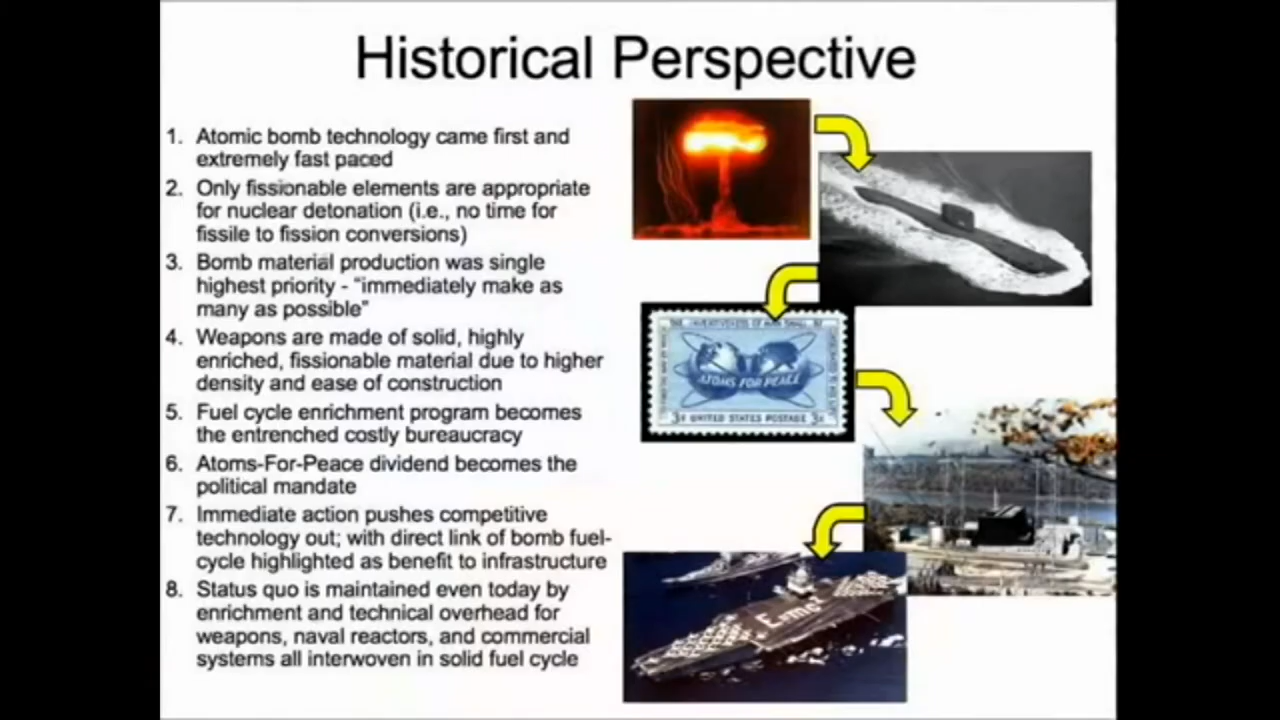 Historical Perspective
1. Atomic bomb technology came first and
extremely fast paced
2. Only fissionable elements are appropriate
for nuclear detonation (i.e., no time for
fissile to fission conversions)
3. Bomb material production was single
highest priority - “immediately make as
many as possible”
4. Weapons are made of solid, highly
enriched, fissionable material due to higher
density and ease of construction
5. Fuel cycle enrichment program becomes
the entrenched costly bureaucracy
6. Atoms-For-Peace dividend becomes the
political mandate
7. Immediate action pushes competitive
technology out; with direct link of bomb fuel-
cycle highlighted as benefit to infrastructure
8. Status quo is maintained even today by
enrichment and technical overhead for
weapons, naval reactors, and commercial
systems all interwoven in solid fuel cycle
ATOMS FOR PEACE
3¢ UNITED STATES POSTAGE 3¢
E=mc²